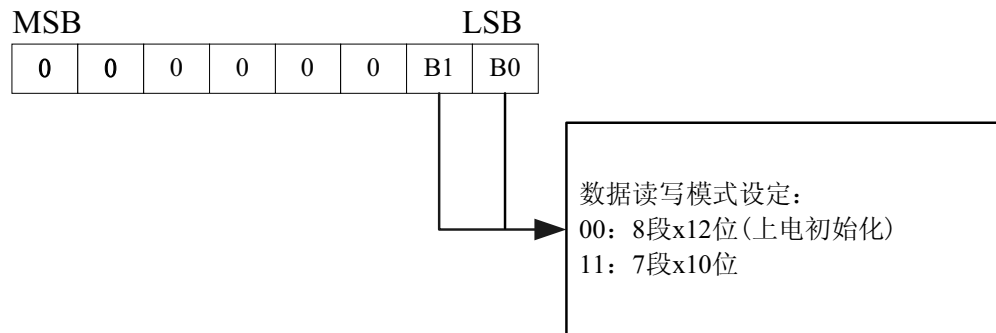 MSB LSB
0 0 0 0 0 0 B1 B0
数据读写模式设定：
00：8段x12位(上电初始化)
11：7段x10位